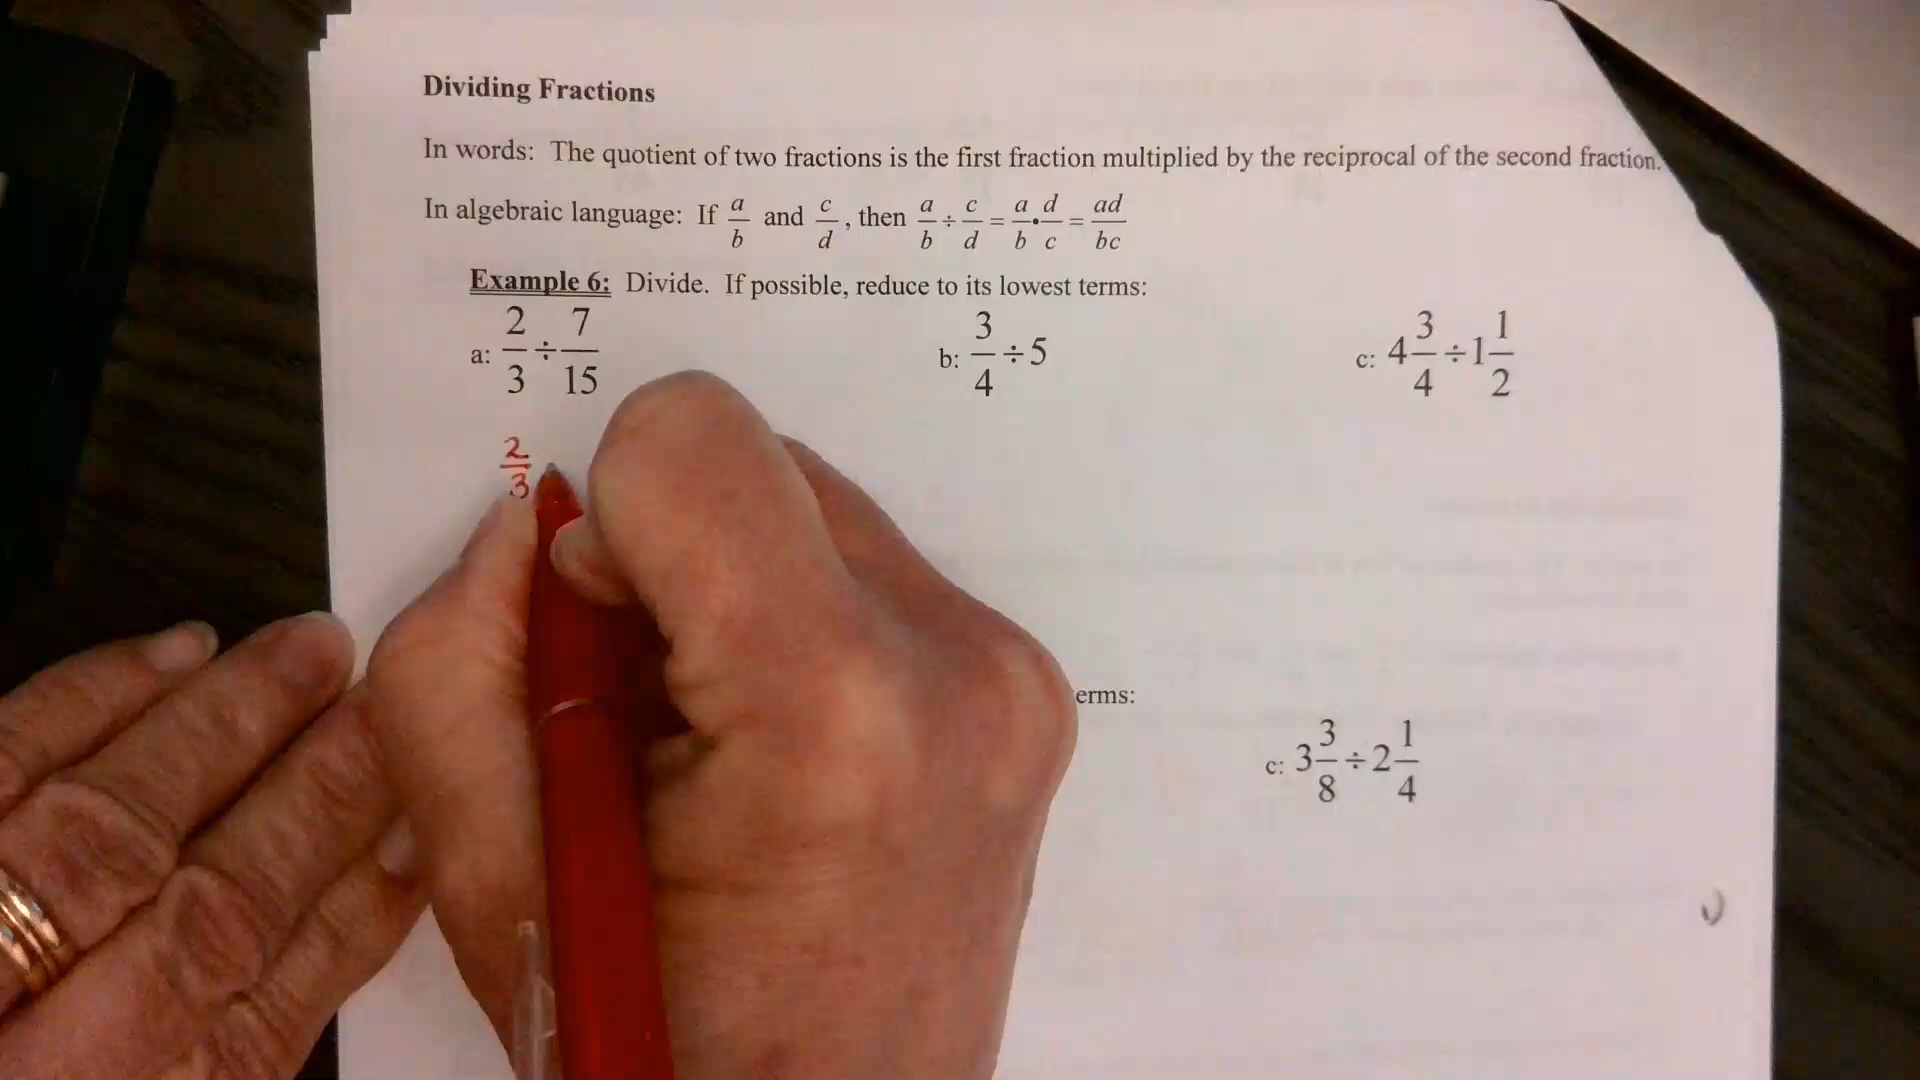 Dividing Fractions
In words: The quotient of two fractions is the first fraction multiplied by the reciprocal of the second fraction.
In algebraic language: If a/b and c/d, then a/b ÷ c/d = a/b • d/c = ad/bc
Example 6: Divide. If possible, reduce to its lowest terms:
a: 2/3 ÷ 7/15 b: 3/4 ÷ 5 c: 4 3/4 ÷ 1 1/2
2/3
erms:
c: 3 3/8 ÷ 2 1/4